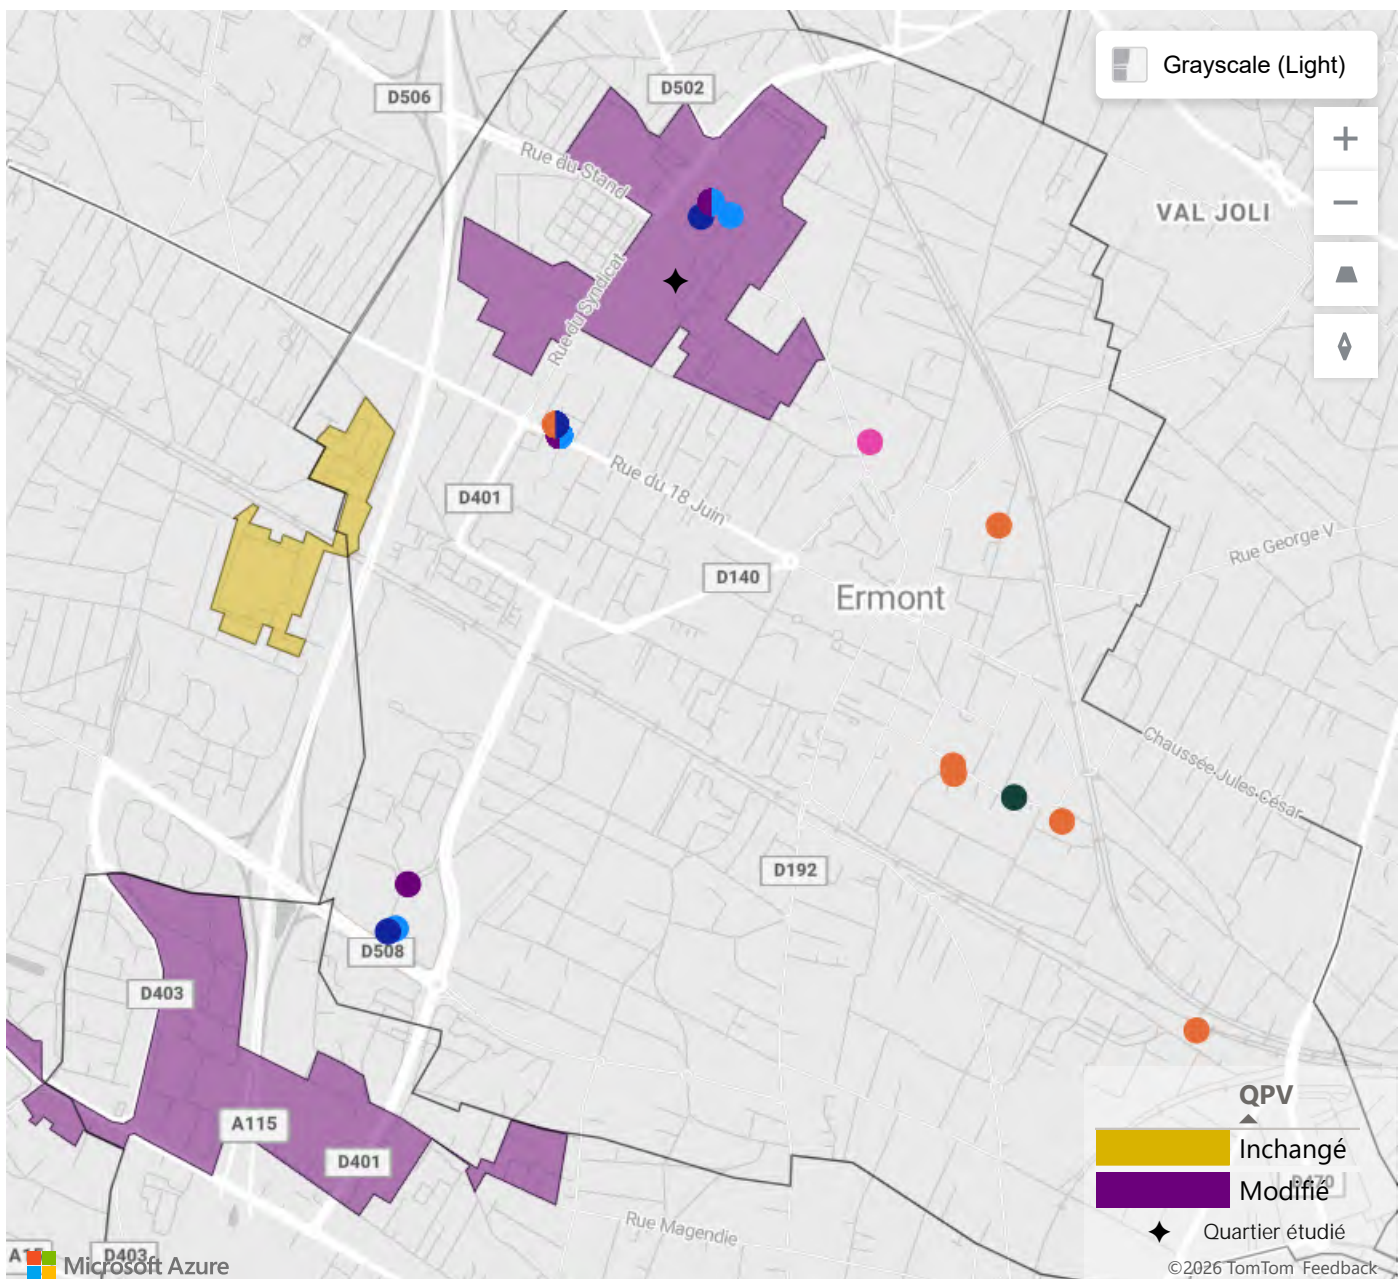 Grayscale (Light)
D502
D506
Rue du Stand
VAL JOLI
Rue du Syndicat
Rue du 18 Juin
D401
Rue George V
D140
Ermont
Chaussée Jules César
D192
D508
D403
QPV
A115
Inchangé
D401
Modifié
D470
Rue Magendie
Quartier étudié
D403
Microsoft Azure
©2026 TomTom Feedback